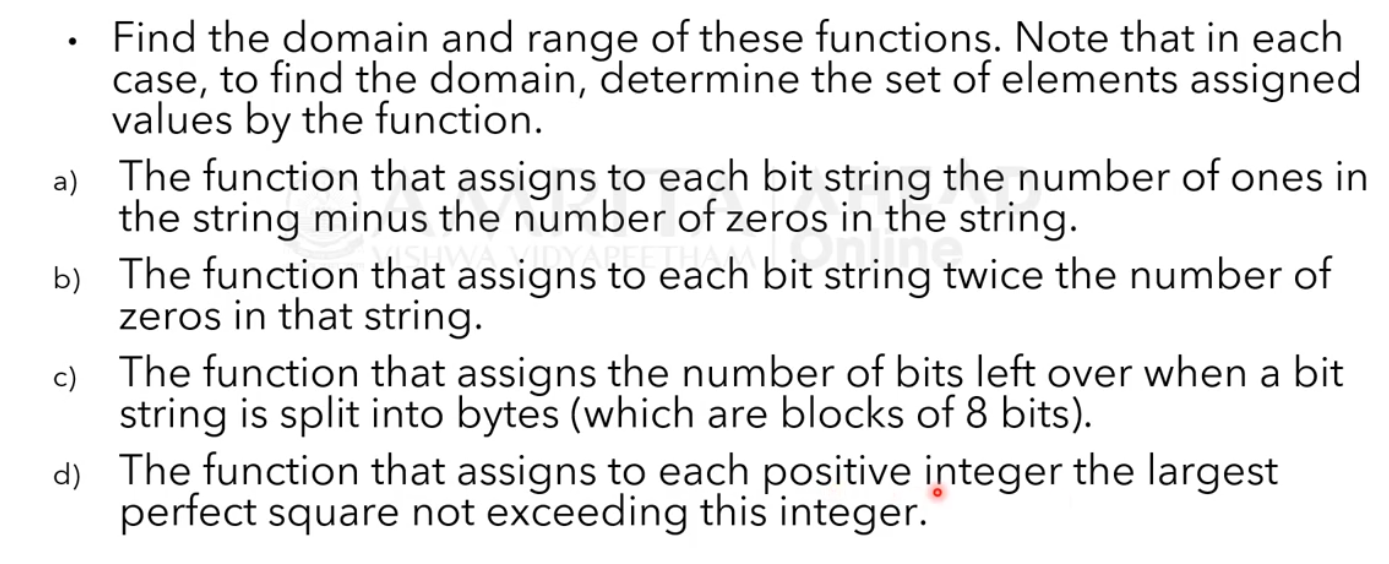 • Find the domain and range of these functions. Note that in each
case, to find the domain, determine the set of elements assigned
values by the function.
a) The function that assigns to each bit string the number of ones in
the string minus the number of zeros in the string.
b) The function that assigns to each bit string twice the number of
zeros in that string.
c) The function that assigns the number of bits left over when a bit
string is split into bytes (which are blocks of 8 bits).
d) The function that assigns to each positive integer the largest
perfect square not exceeding this integer.
AMRITA AHEAD
VISHWA VIDYAPEETHAM Online